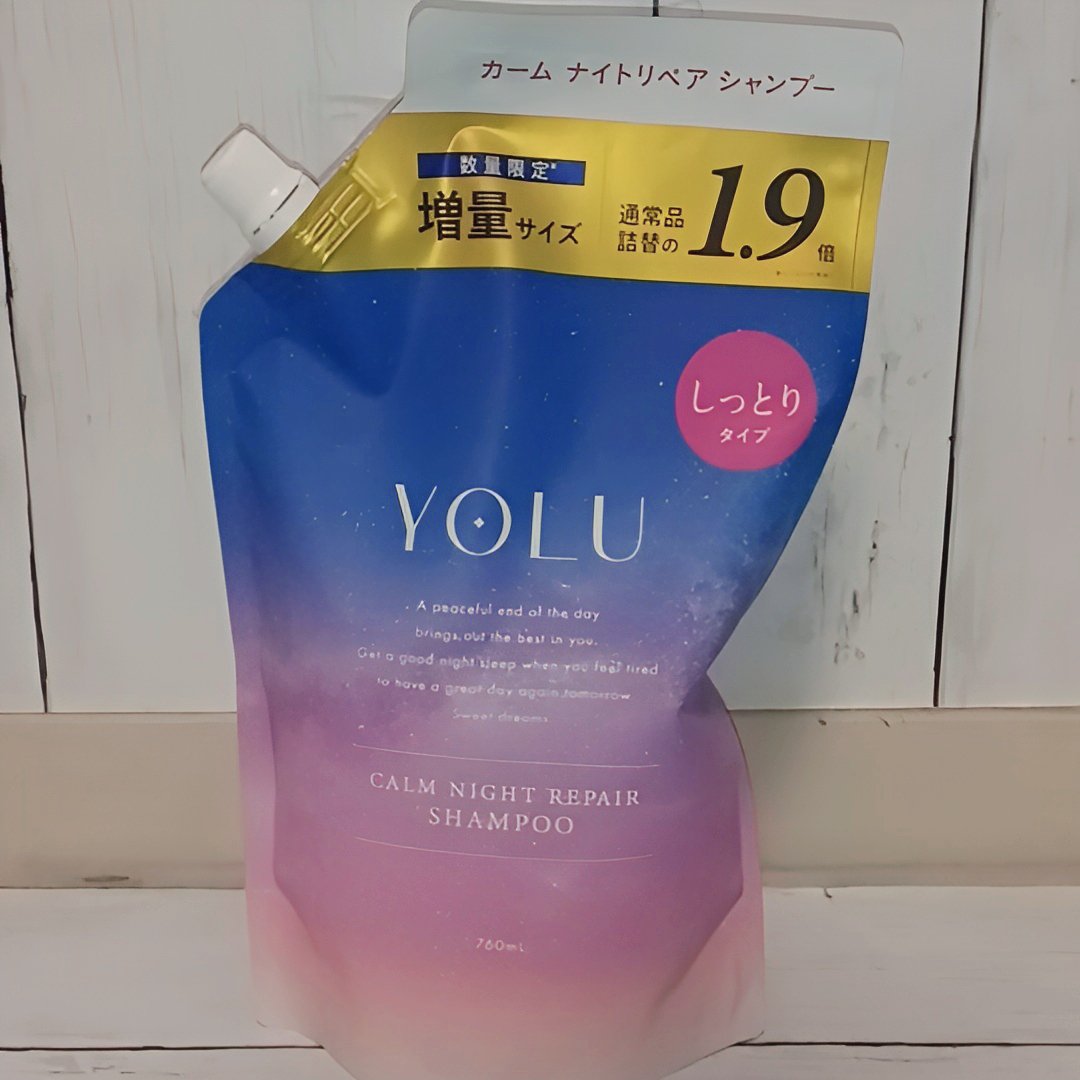 カーム ナイトリペア シャンプー
数量限定*
増量サイズ
通常品
詰替の
1.9倍
しっとり
タイプ
YOLU
A peaceful end of the day
brings out the best in you.
Get a good night sleep when you feel tired
to have a great day again tomorrow
Sweet dreams
CALM NIGHT REPAIR
SHAMPOO
760mL